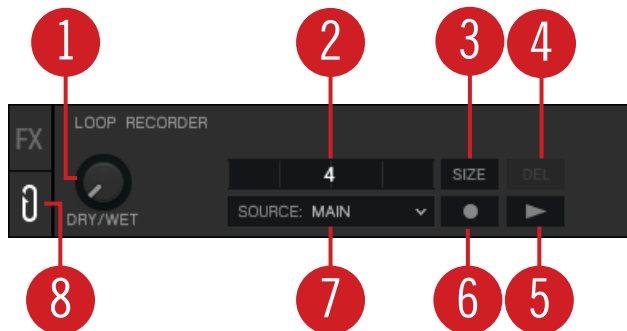 1 2 3 4
FX
LOOP RECORDER
4 SIZE DEL
DRY/WET
SOURCE: MAIN
8 7 6 5